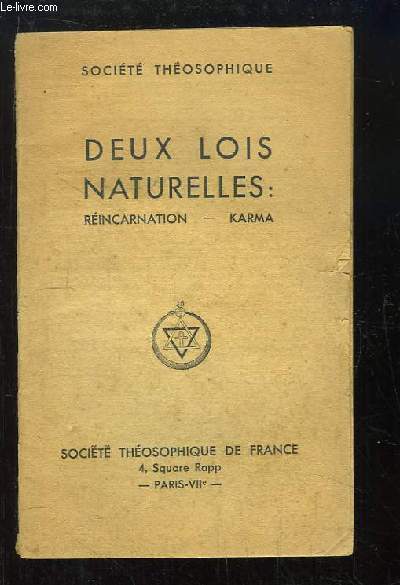 Le-livre.com
SOCIÉTÉ THÉOSOPHIQUE
DEUX LOIS
NATURELLES:
RÉINCARNATION — KARMA
SOCIÉTÉ THÉOSOPHIQUE DE FRANCE
4, Square Rapp
— PARIS-VIIe —